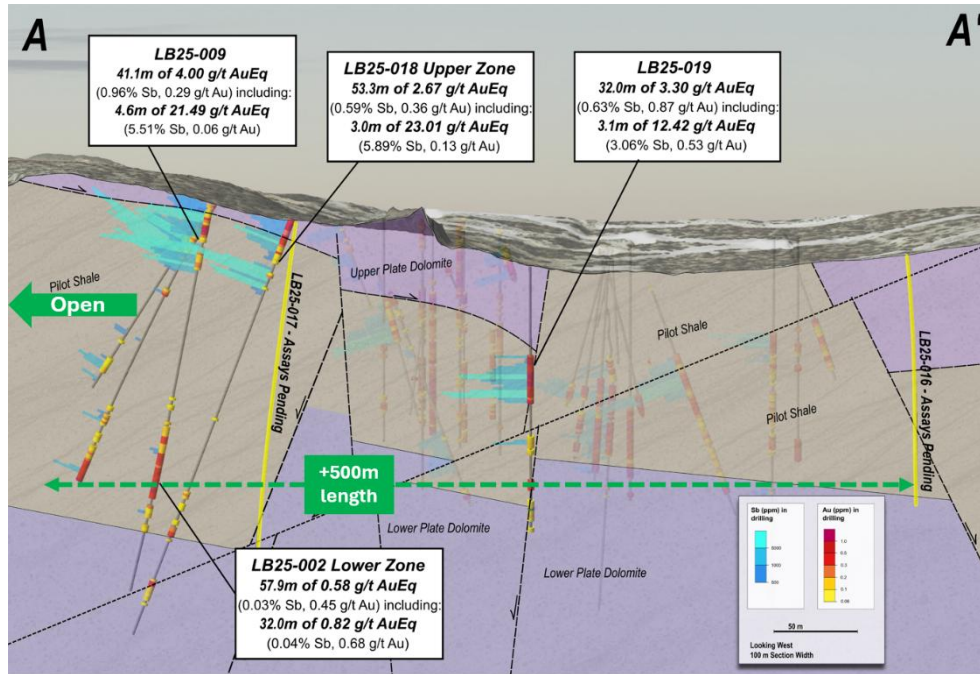 A
A'
LB25-009
41.1m of 4.00 g/t AuEq
(0.96% Sb, 0.29 g/t Au) including:
4.6m of 21.49 g/t AuEq
(5.51% Sb, 0.06 g/t Au)
LB25-018 Upper Zone
53.3m of 2.67 g/t AuEq
(0.59% Sb, 0.36 g/t Au) including:
3.0m of 23.01 g/t AuEq
(5.89% Sb, 0.13 g/t Au)
LB25-019
32.0m of 3.30 g/t AuEq
(0.63% Sb, 0.87 g/t Au) including:
3.1m of 12.42 g/t AuEq
(3.06% Sb, 0.53 g/t Au)
Pilot Shale
Open
LB25-017 - Assays Pending
Upper Plate Dolomite
Pilot Shale
Pilot Shale
LB25-016 - Assays Pending
+500m
length
Lower Plate Dolomite
Lower Plate Dolomite
LB25-002 Lower Zone
57.9m of 0.58 g/t AuEq
(0.03% Sb, 0.45 g/t Au) including:
32.0m of 0.82 g/t AuEq
(0.04% Sb, 0.68 g/t Au)
Sb (ppm) in
drilling
Au (ppm) in
drilling
1.0
0.3
0.2
0.1
50 m
Looking West
100 m Section Width